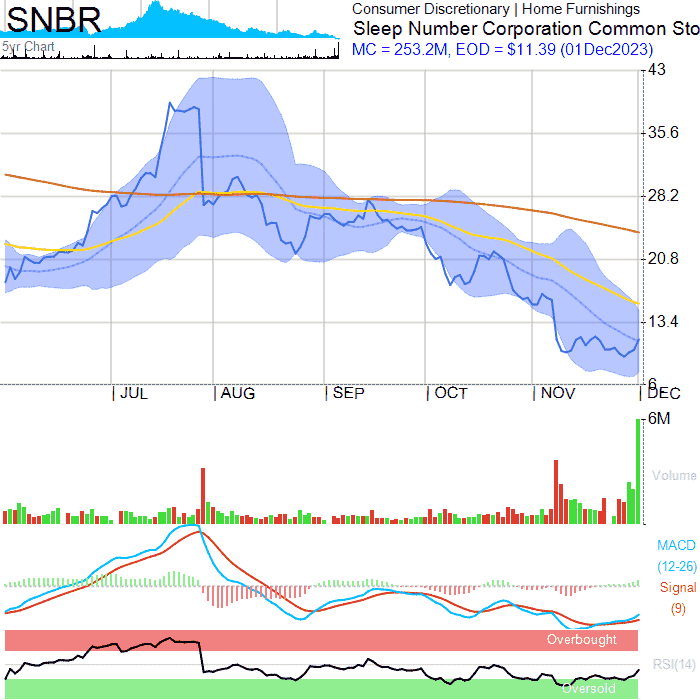 SNBR
5yr Chart
Consumer Discretionary | Home Furnishings
Sleep Number Corporation Common Sto
MC = 253.2M, EOD = $11.39 (01Dec2023)
43
35.6
28.2
20.8
13.4
6
JUL AUG SEP OCT NOV DEC
6M
Volume
MACD
(12-26)
Signal
(9)
Overbought
RSI(14)
Oversold